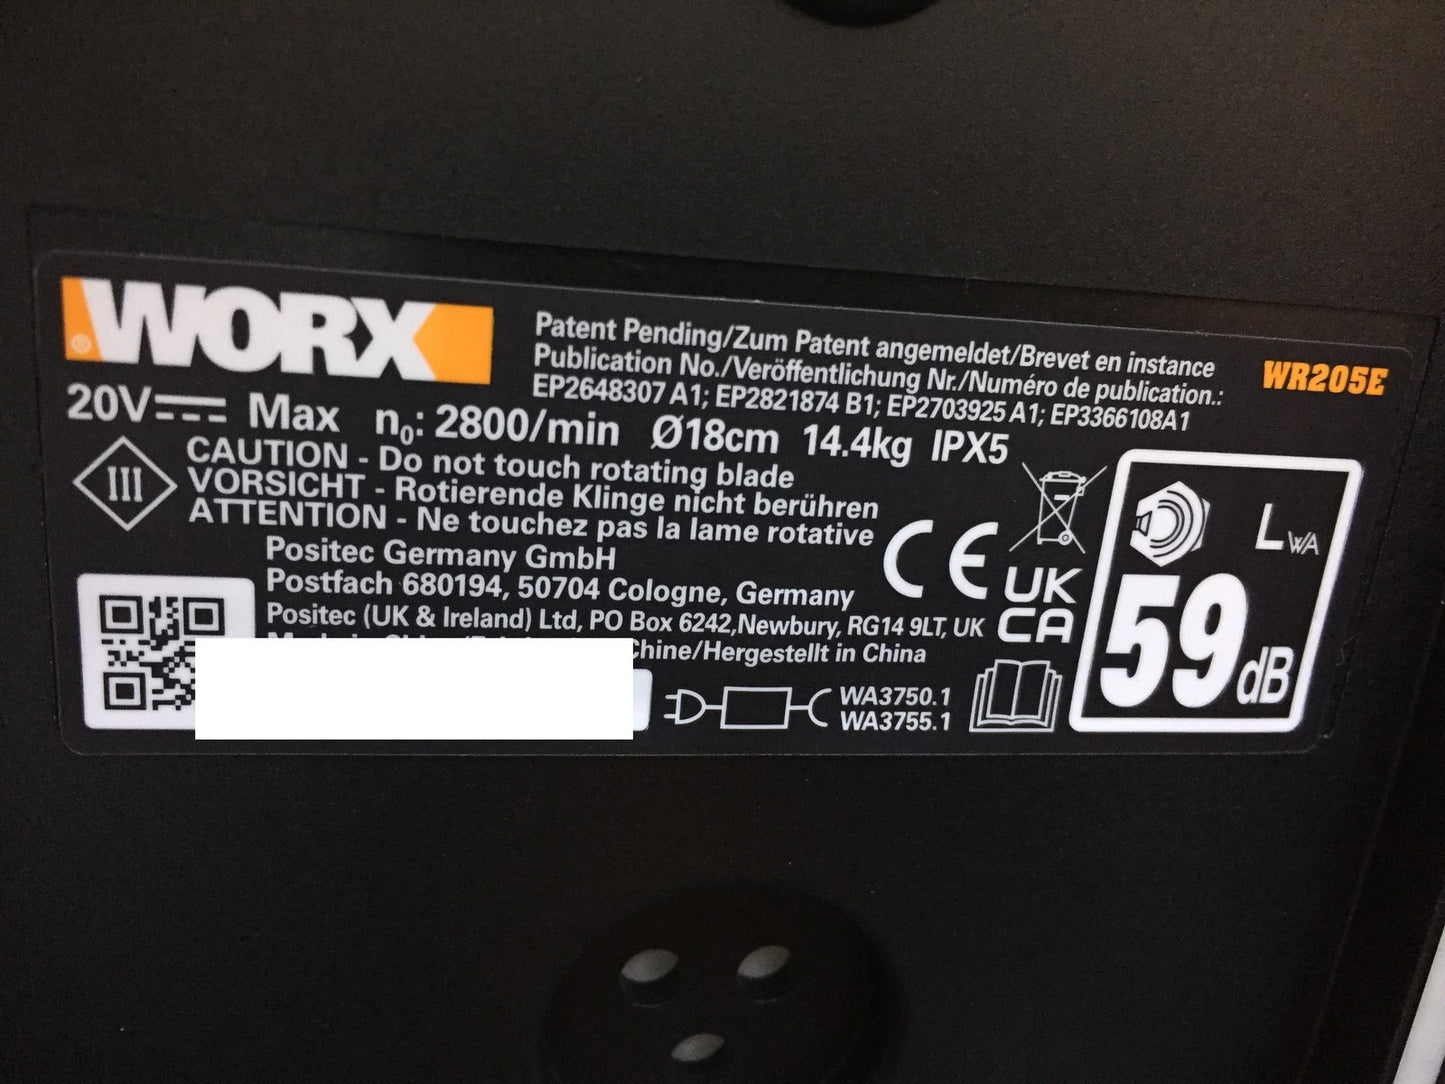 WORX
®
Patent Pending/Zum Patent angemeldet/Brevet en instance
Publication No./Veröffentlichung Nr./Numéro de publication.:
EP2648307 A1; EP2821874 B1; EP2703925 A1; EP3366108A1
WR205E
20V Max n0: 2800/min Ø18cm 14.4kg IPX5
III
CAUTION - Do not touch rotating blade
VORSICHT - Rotierende Klinge nicht berühren
ATTENTION - Ne touchez pas la lame rotative
Positec Germany GmbH
Postfach 680194, 50704 Cologne, Germany
Positec (UK & Ireland) Ltd, PO Box 6242,Newbury, RG14 9LT, UK
Chine/Hergestellt in China
WA3750.1
WA3755.1
CE
UK
CA
LWA
59dB